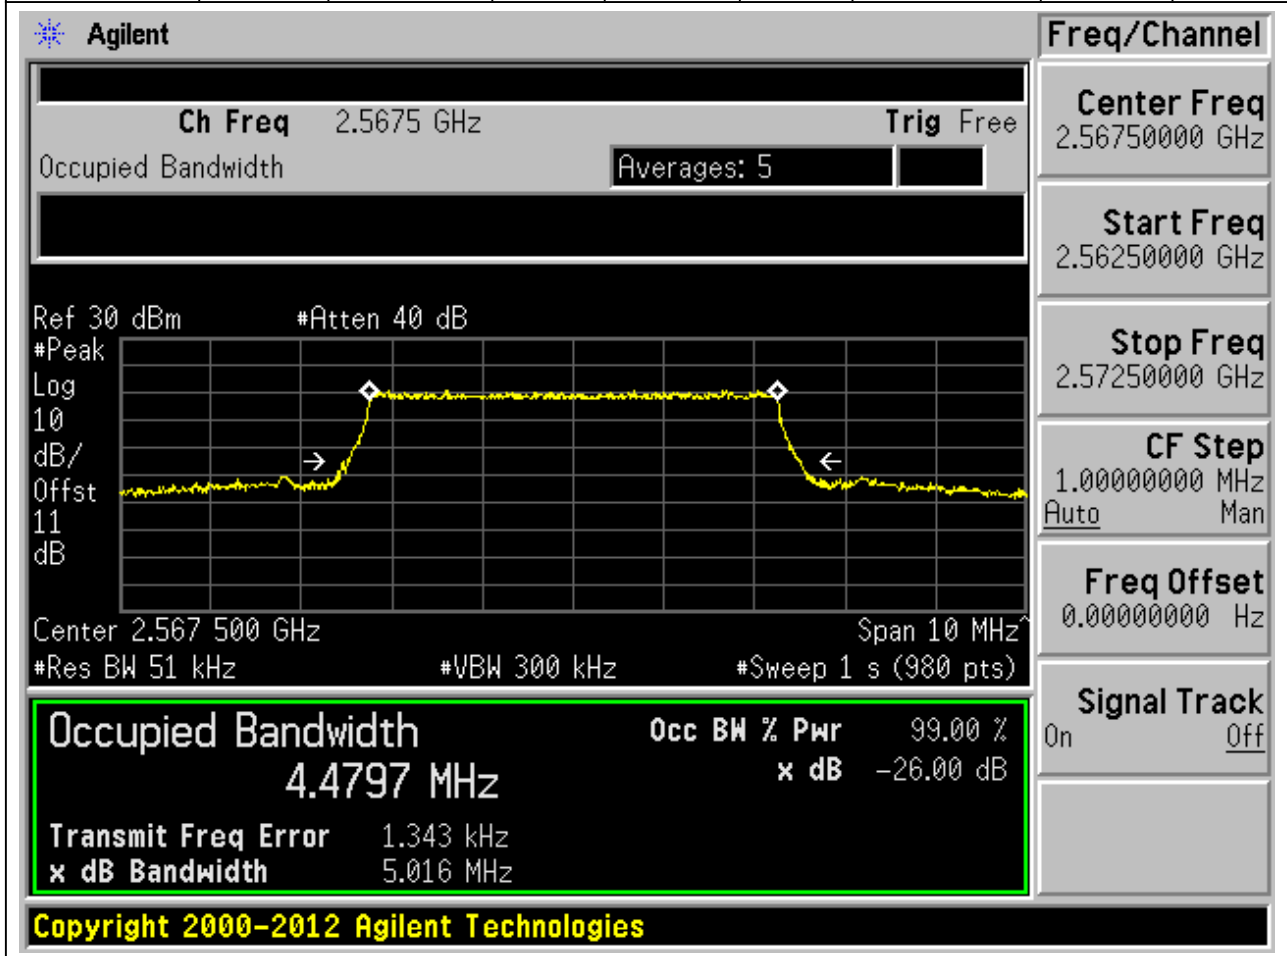 Agilent
Freq/Channel
Ch Freq 2.5675 GHz Trig Free
Occupied Bandwidth Averages: 5
Center Freq
2.56750000 GHz
Start Freq
2.56250000 GHz
Stop Freq
2.57250000 GHz
CF Step
1.00000000 MHz
Auto Man
Freq Offset
0.00000000 Hz
Signal Track
On Off
Ref 30 dBm #Atten 40 dB
#Peak
Log
10
dB/
Offst
11
dB
Center 2.567 500 GHz Span 10 MHz^
#Res BW 51 kHz #VBW 300 kHz #Sweep 1 s (980 pts)
Occupied Bandwidth Occ BW % Pwr 99.00 %
4.4797 MHz x dB -26.00 dB
Transmit Freq Error 1.343 kHz
x dB Bandwidth 5.016 MHz
Copyright 2000-2012 Agilent Technologies